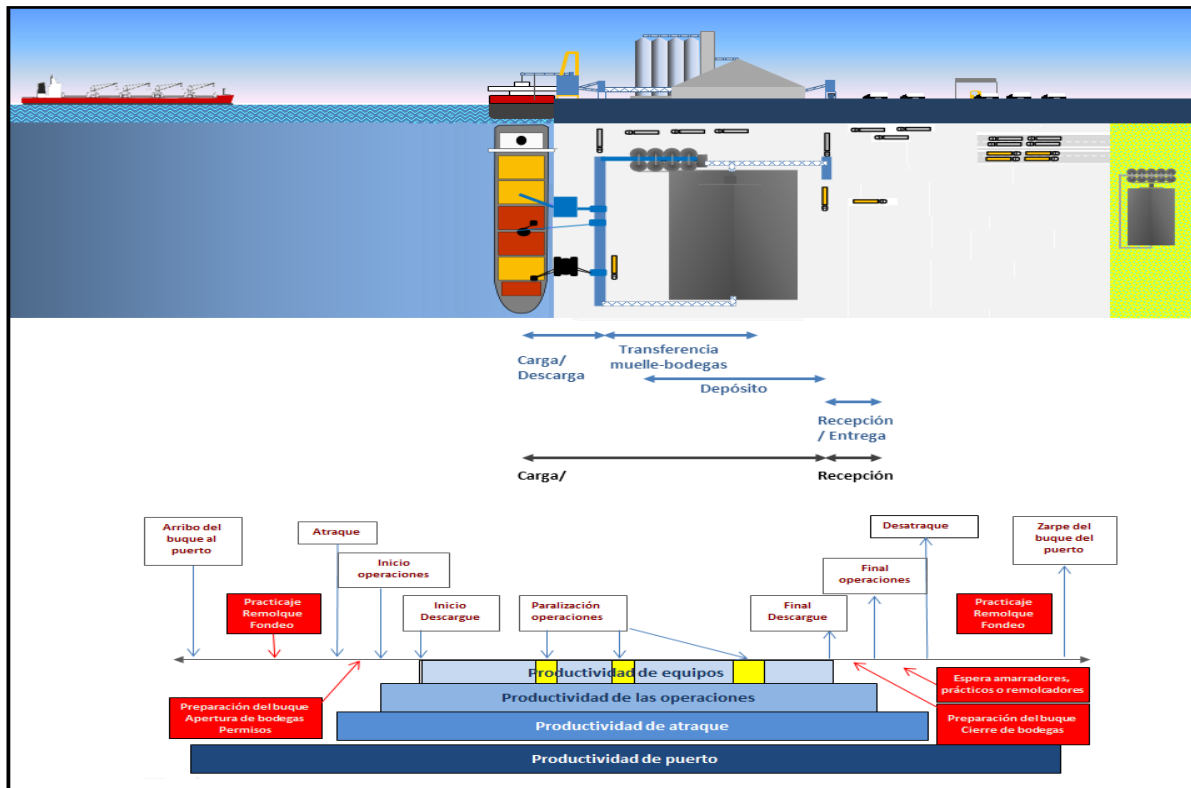 Carga/
Descarga
Transferencia
muelle-bodegas
Depósito
Recepción
/ Entrega
Carga/
Recepción
Arribo del
buque al
puerto
Atraque
Inicio
operaciones
Practicaje
Remolque
Fondeo
Inicio
Descargue
Paralización
operaciones
Final
Descargue
Final
operaciones
Desatraque
Practicaje
Remolque
Fondeo
Zarpe del
buque del
puerto
Preparación del buque
Apertura de bodegas
Permisos
Espera amarradores,
prácticos o remolcadores
Preparación del buque
Cierre de bodegas
Productividad de equipos
Productividad de las operaciones
Productividad de atraque
Productividad de puerto